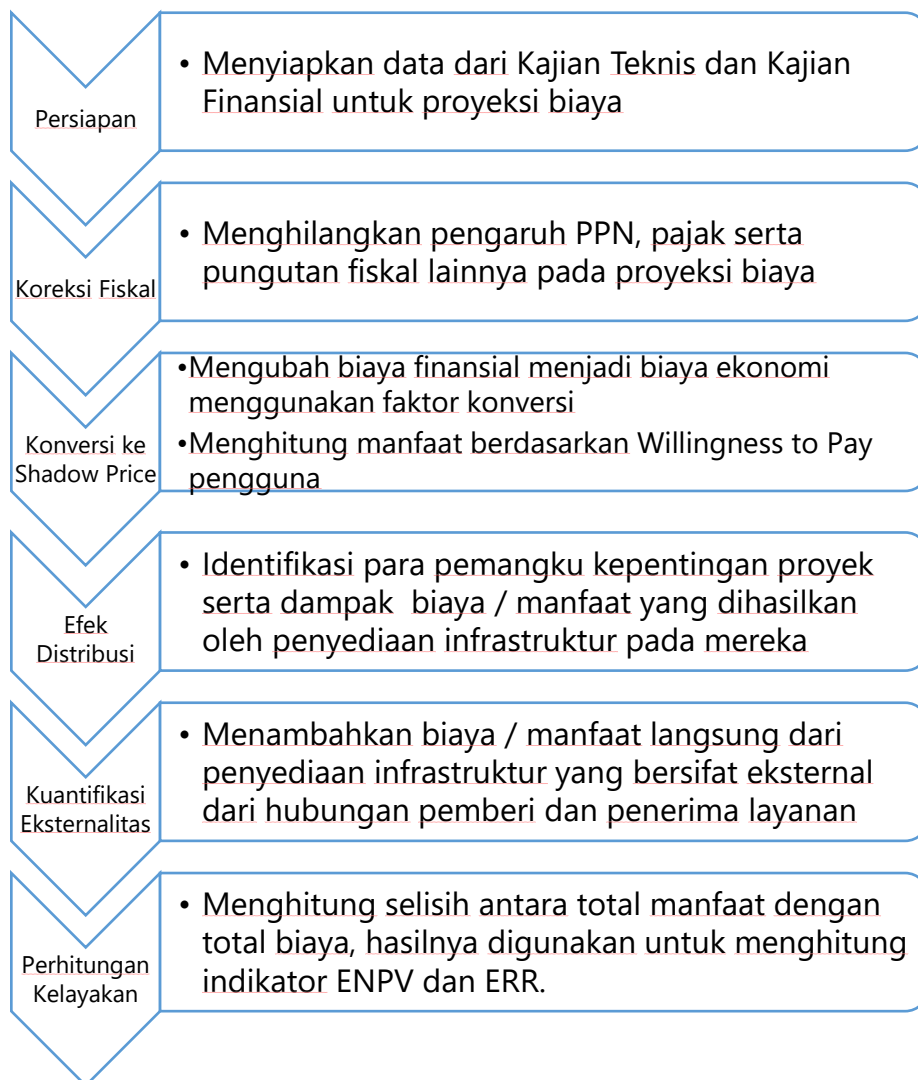 Persiapan
• Menyiapkan data dari Kajian Teknis dan Kajian
Finansial untuk proyeksi biaya
Koreksi Fiskal
• Menghilangkan pengaruh PPN, pajak serta
pungutan fiskal lainnya pada proyeksi biaya
Konversi ke
Shadow Price
•Mengubah biaya finansial menjadi biaya ekonomi
menggunakan faktor konversi
•Menghitung manfaat berdasarkan Willingness to Pay
pengguna
Efek
Distribusi
• Identifikasi para pemangku kepentingan proyek
serta dampak  biaya / manfaat yang dihasilkan
oleh penyediaan infrastruktur pada mereka
Kuantifikasi
Eksternalitas
• Menambahkan biaya / manfaat langsung dari
penyediaan infrastruktur yang bersifat eksternal
dari hubungan pemberi dan penerima layanan
Perhitungan
Kelayakan
• Menghitung selisih antara total manfaat dengan
total biaya, hasilnya digunakan untuk menghitung
indikator ENPV dan ERR.